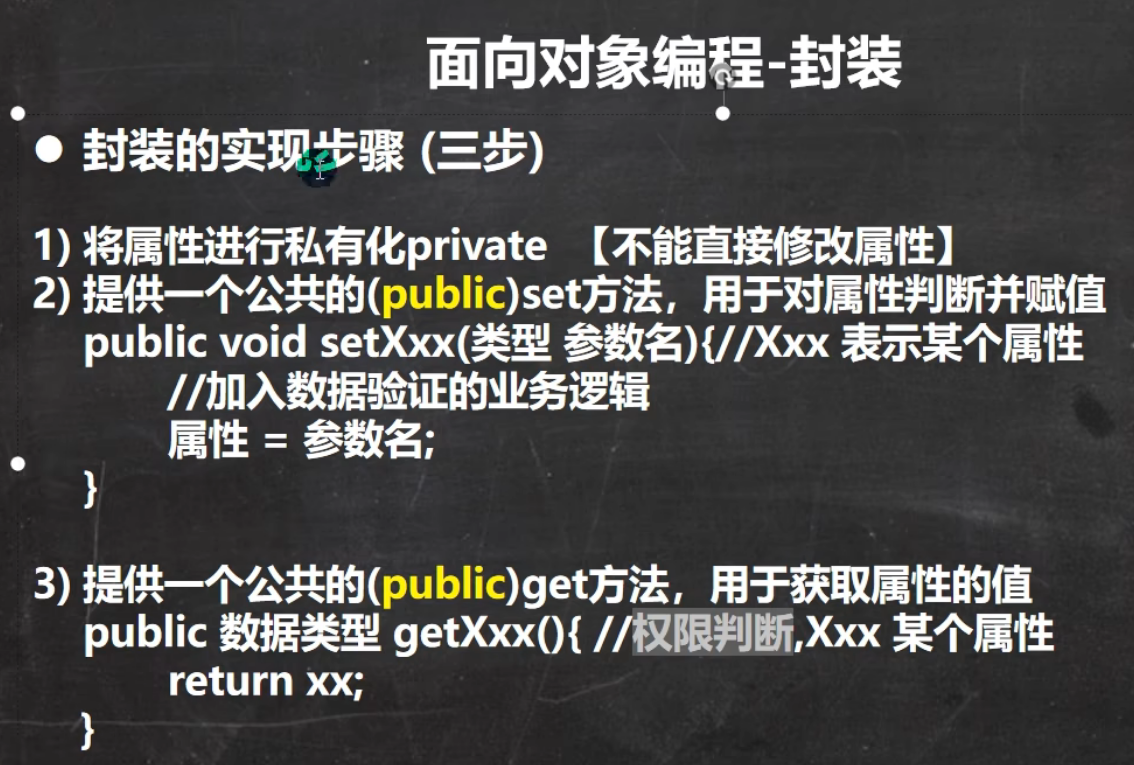 面向对象编程-封装
● 封装的实现步骤 (三步)
1) 将属性进行私有化private 【不能直接修改属性】
2) 提供一个公共的(public)set方法，用于对属性判断并赋值
public void setXxx(类型 参数名){//Xxx 表示某个属性
//加入数据验证的业务逻辑
属性 = 参数名;
}
3) 提供一个公共的(public)get方法，用于获取属性的值
public 数据类型 getXxx(){ //权限判断,Xxx 某个属性
return xx;
}